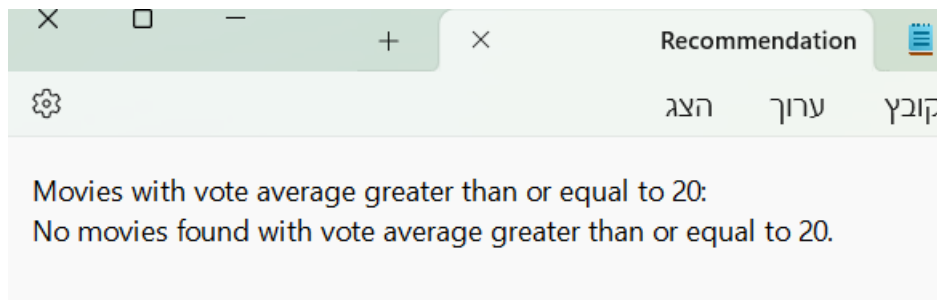 Recommendation
קובץ ערוך הצג
Movies with vote average greater than or equal to 20:
No movies found with vote average greater than or equal to 20.